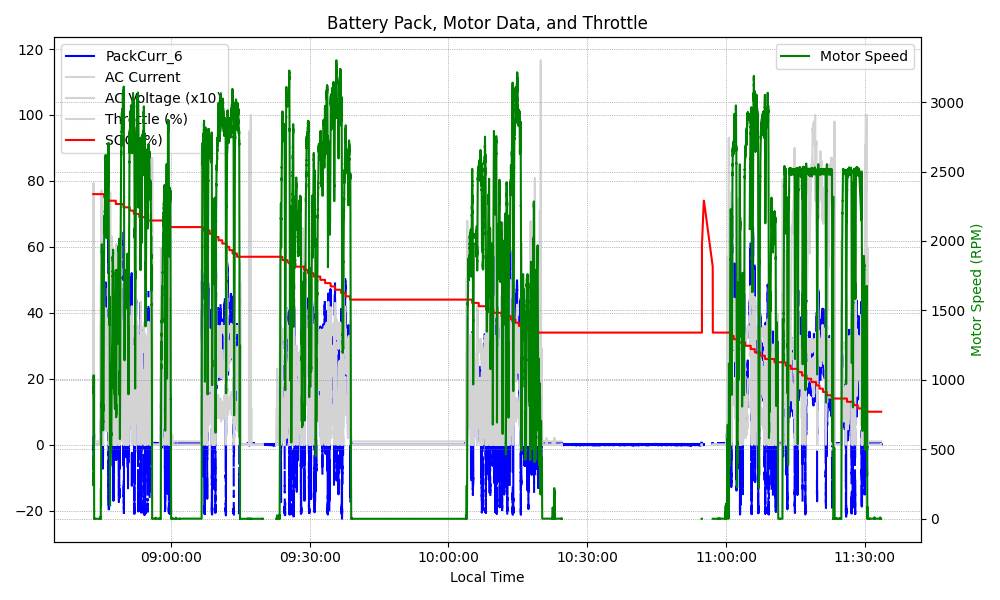 Battery Pack, Motor Data, and Throttle
PackCurr_6
AC Current
AC Voltage (x10)
Throttle (%)
SOC (%)
Motor Speed
120
100
80
60
40
20
0
−20
3000
2500
2000
1500
1000
500
0
Motor Speed (RPM)
09:00:00
09:30:00
10:00:00
10:30:00
11:00:00
11:30:00
Local Time